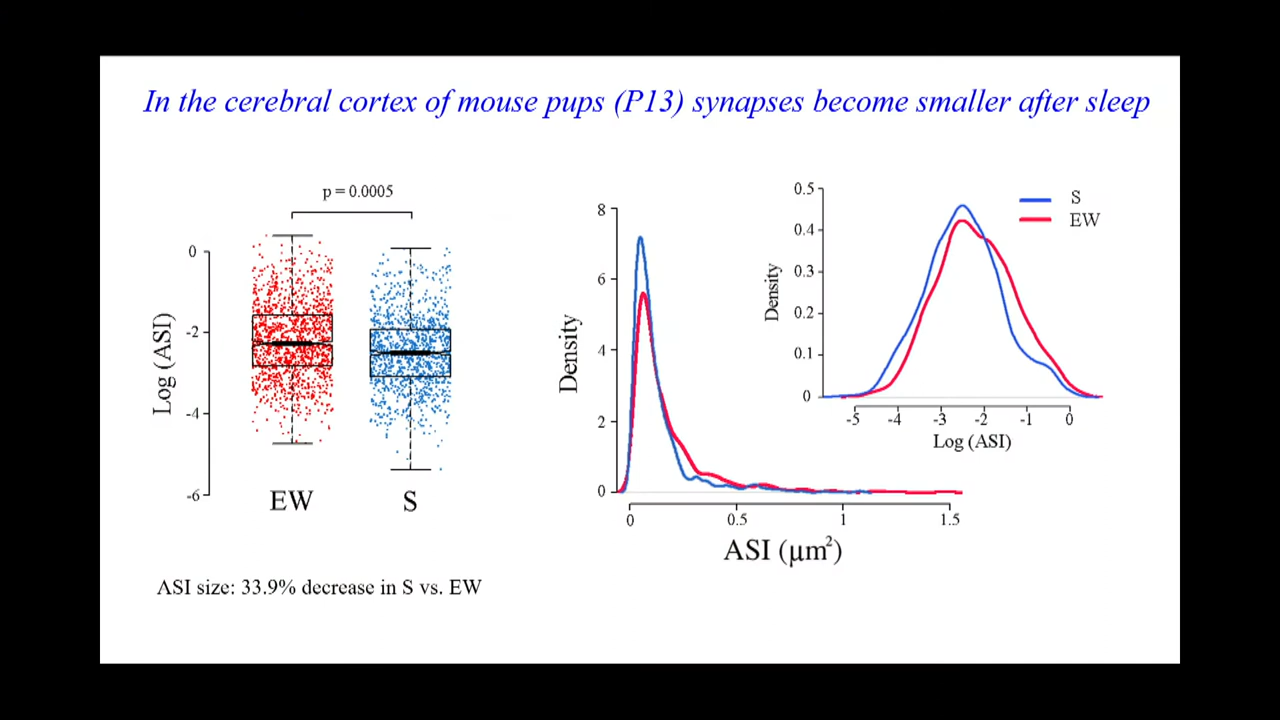 In the cerebral cortex of mouse pups (P13) synapses become smaller after sleep
p = 0.0005
Log (ASI)
0
-2
-4
-6
EW
S
ASI size: 33.9% decrease in S vs. EW
Density
8
6
4
2
0
0
0.5
1
1.5
ASI (µm²)
Density
0.5
0.4
0.3
0.2
0.1
0
-5
-4
-3
-2
-1
0
Log (ASI)
S
EW